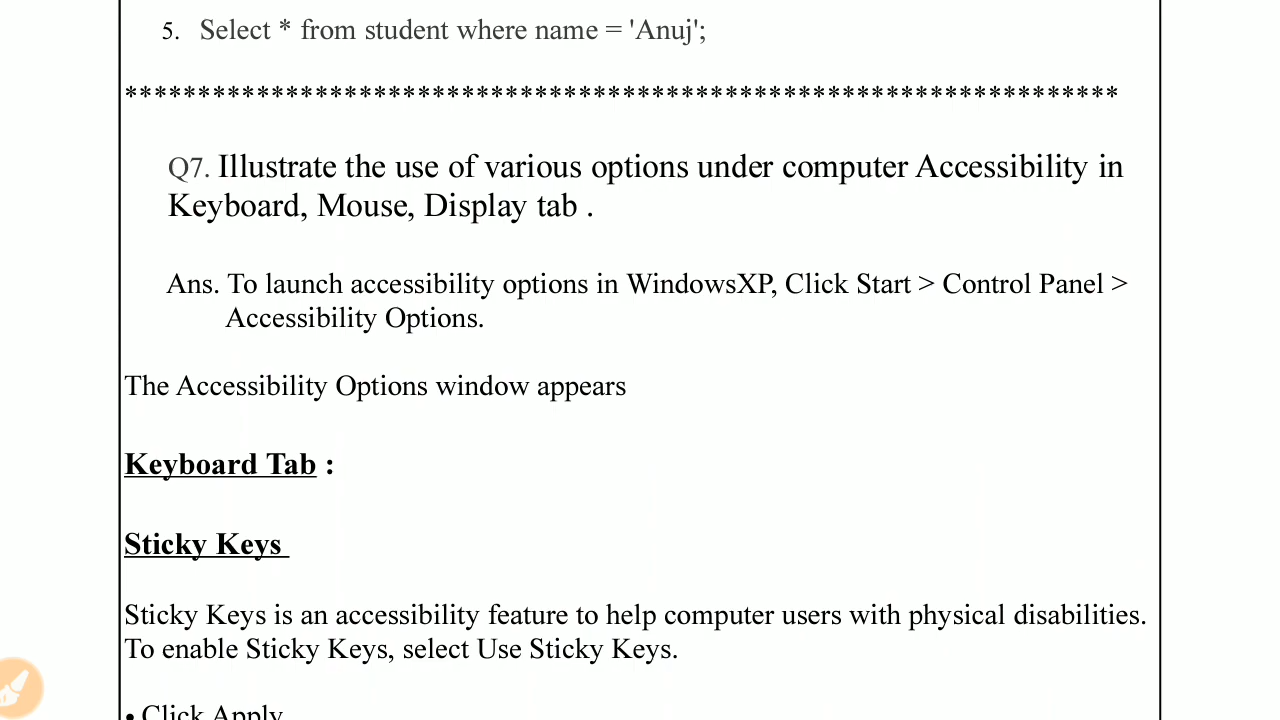 5. Select * from student where name = 'Anuj';
********************************************************************
Q7. Illustrate the use of various options under computer Accessibility in
Keyboard, Mouse, Display tab .
Ans. To launch accessibility options in WindowsXP, Click Start > Control Panel >
Accessibility Options.
The Accessibility Options window appears
Keyboard Tab :
Sticky Keys
Sticky Keys is an accessibility feature to help computer users with physical disabilities.
To enable Sticky Keys, select Use Sticky Keys.
• Click Apply